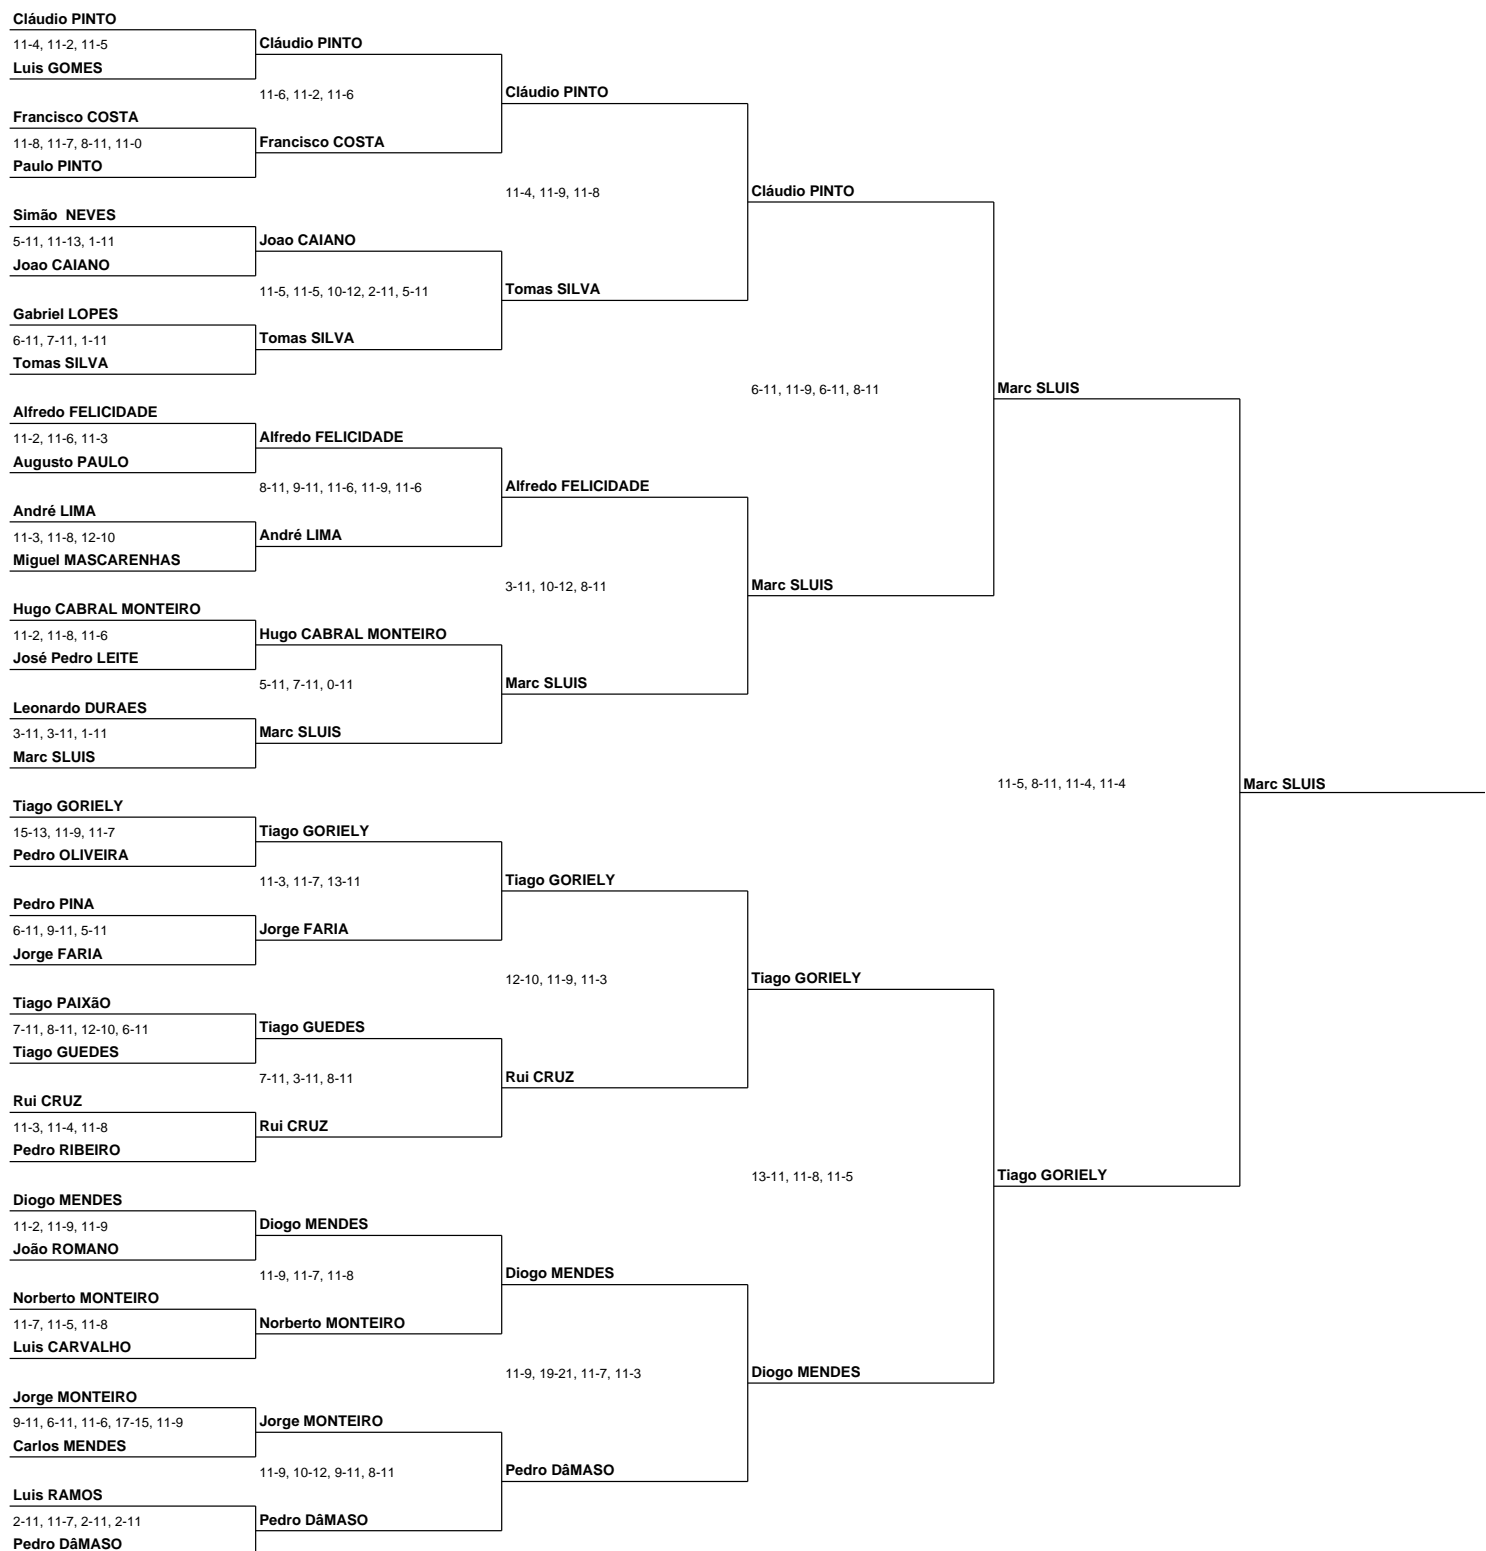 Cláudio PINTO
11-4, 11-2, 11-5
Luis GOMES
Francisco COSTA
11-8, 11-7, 8-11, 11-0
Paulo PINTO
Simão  NEVES
5-11, 11-13, 1-11
Joao CAIANO
Gabriel LOPES
6-11, 7-11, 1-11
Tomas SILVA
Alfredo FELICIDADE
11-2, 11-6, 11-3
Augusto PAULO
André LIMA
11-3, 11-8, 12-10
Miguel MASCARENHAS
Hugo CABRAL MONTEIRO
11-2, 11-8, 11-6
José Pedro LEITE
Leonardo DURAES
3-11, 3-11, 1-11
Marc SLUIS
Tiago GORIELY
15-13, 11-9, 11-7
Pedro OLIVEIRA
Pedro PINA
6-11, 9-11, 5-11
Jorge FARIA
Tiago PAIXãO
7-11, 8-11, 12-10, 6-11
Tiago GUEDES
Rui CRUZ
11-3, 11-4, 11-8
Pedro RIBEIRO
Diogo MENDES
11-2, 11-9, 11-9
João ROMANO
Norberto MONTEIRO
11-7, 11-5, 11-8
Luis CARVALHO
Jorge MONTEIRO
9-11, 6-11, 11-6, 17-15, 11-9
Carlos MENDES
Luis RAMOS
2-11, 11-7, 2-11, 2-11
Pedro DâMASO
Cláudio PINTO
11-6, 11-2, 11-6
Francisco COSTA
Joao CAIANO
11-5, 11-5, 10-12, 2-11, 5-11
Tomas SILVA
Alfredo FELICIDADE
8-11, 9-11, 11-6, 11-9, 11-6
André LIMA
Hugo CABRAL MONTEIRO
5-11, 7-11, 0-11
Marc SLUIS
Tiago GORIELY
11-3, 11-7, 13-11
Jorge FARIA
Tiago GUEDES
7-11, 3-11, 8-11
Rui CRUZ
Diogo MENDES
11-9, 11-7, 11-8
Norberto MONTEIRO
Jorge MONTEIRO
11-9, 10-12, 9-11, 8-11
Pedro DâMASO
Cláudio PINTO
11-4, 11-9, 11-8
Tomas SILVA
Alfredo FELICIDADE
3-11, 10-12, 8-11
Marc SLUIS
Tiago GORIELY
12-10, 11-9, 11-3
Rui CRUZ
Diogo MENDES
11-9, 19-21, 11-7, 11-3
Pedro DâMASO
Cláudio PINTO
6-11, 11-9, 6-11, 8-11
Marc SLUIS
Tiago GORIELY
13-11, 11-8, 11-5
Diogo MENDES
Marc SLUIS
11-5, 8-11, 11-4, 11-4
Tiago GORIELY
Marc SLUIS